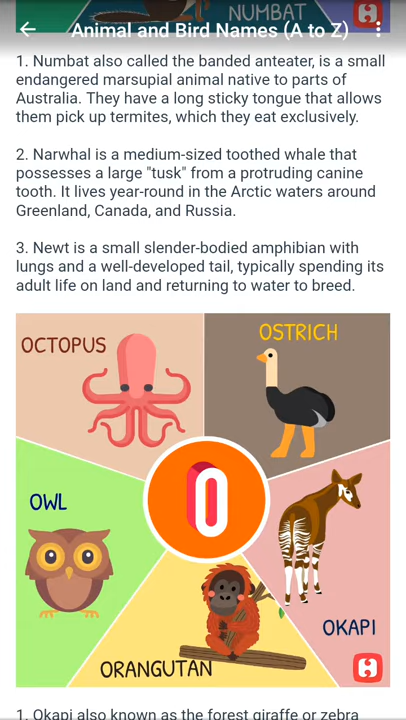 NUMBAT
Animal and Bird Names (A to Z)
1. Numbat also called the banded anteater, is a small
endangered marsupial animal native to parts of
Australia. They have a long sticky tongue that allows
them pick up termites, which they eat exclusively.
2. Narwhal is a medium-sized toothed whale that
possesses a large "tusk" from a protruding canine
tooth. It lives year-round in the Arctic waters around
Greenland, Canada, and Russia.
3. Newt is a small slender-bodied amphibian with
lungs and a well-developed tail, typically spending its
adult life on land and returning to water to breed.
OCTOPUS
OSTRICH
OWL
O
OKAPI
ORANGUTAN
1. Okapi also known as the forest giraffe or zebra